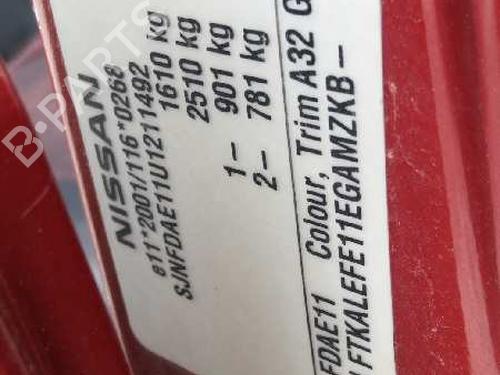 NISSAN
e11*2001/116*0268
SJNFDAE11U1211492
1610 kg
2510 kg
1– 901 kg
2– 781 kg
FDAE11 Colour, Trim A32 G
FTKALEFE11EGAMZKB–
B-PARTS